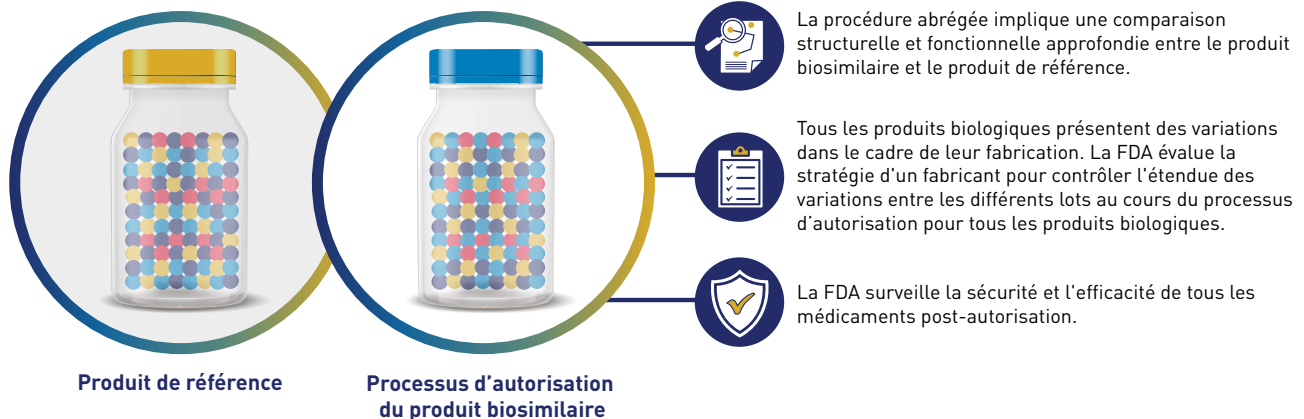 La procédure abrégée implique une comparaison
structurelle et fonctionnelle approfondie entre le produit
biosimilaire et le produit de référence.
Tous les produits biologiques présentent des variations
dans le cadre de leur fabrication. La FDA évalue la
stratégie d'un fabricant pour contrôler l'étendue des
variations entre les différents lots au cours du processus
d’autorisation pour tous les produits biologiques.
La FDA surveille la sécurité et l'efficacité de tous les
médicaments post-autorisation.
Produit de référence
Processus d’autorisation
du produit biosimilaire